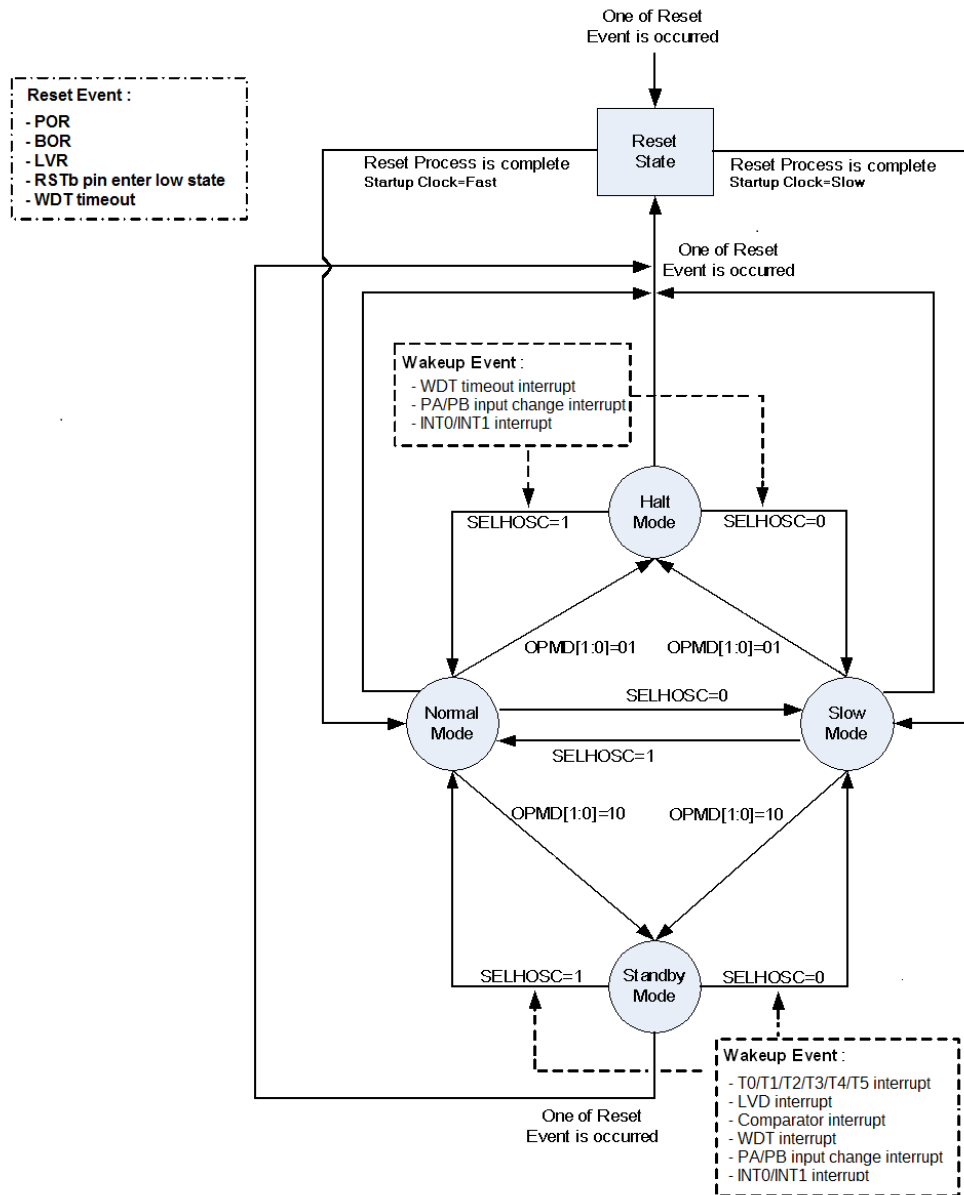 One of Reset
Event is occurred
Reset Event :
- POR
- BOR
- LVR
- RSTb pin enter low state
- WDT timeout
Reset
State
Reset Process is complete
Startup Clock=Fast
Reset Process is complete
Startup Clock=Slow
One of Reset
Event is occurred
Wakeup Event :
- WDT timeout interrupt
- PA/PB input change interrupt
- INT0/INT1 interrupt
Halt
Mode
SELHOSC=1
SELHOSC=0
OPMD[1:0]=01
OPMD[1:0]=01
Normal
Mode
SELHOSC=0
Slow
Mode
SELHOSC=1
OPMD[1:0]=10
OPMD[1:0]=10
Standby
Mode
SELHOSC=1
SELHOSC=0
One of Reset
Event is occurred
Wakeup Event :
- T0/T1/T2/T3/T4/T5 interrupt
- LVD interrupt
- Comparator interrupt
- WDT interrupt
- PA/PB input change interrupt
- INT0/INT1 interrupt